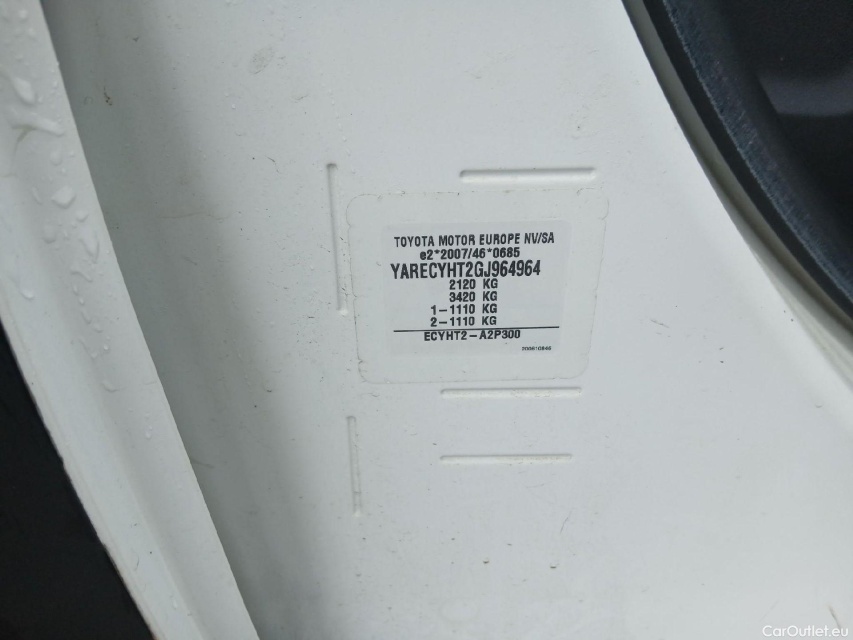 TOYOTA MOTOR EUROPE NV/SA
e2*2007/46*0685
YARECYHT2GJ964964
2120 KG
3420 KG
1-1110 KG
2-1110 KG
ECYHT2-A2P300
CarOutlet.eu